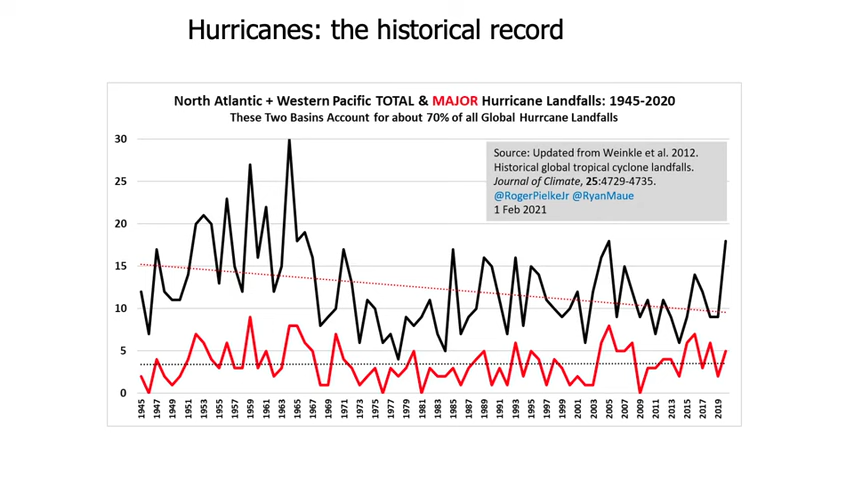 Hurricanes: the historical record
North Atlantic + Western Pacific TOTAL & MAJOR Hurricane Landfalls: 1945-2020
These Two Basins Account for about 70% of all Global Hurrcane Landfalls
Source: Updated from Weinkle et al. 2012.
Historical global tropical cyclone landfalls.
Journal of Climate, 25:4729-4735.
@RogerPielkeJr @RyanMaue
1 Feb 2021
30
25
20
15
10
5
0
1945 1947 1949 1951 1953 1955 1957 1959 1961 1963 1965 1967 1969 1971 1973 1975 1977 1979 1981 1983 1985 1987 1989 1991 1993 1995 1997 1999 2001 2003 2005 2007 2009 2011 2013 2015 2017 2019